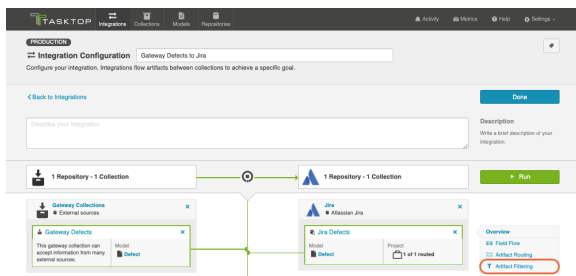 TASKTOP
Integrations
Collections
Models
Repositories
Activity
Metrics
Help
Settings
PRODUCTION
Integration Configuration
Gateway Defects to Jira
Configure your integration. Integrations flow artifacts between collections to achieve a specific goal.
Back to Integrations
Done
Describe your integration
Description
Write a brief description of your
integration.
1 Repository - 1 Collection
1 Repository - 1 Collection
Run
Gateway Collections
External sources
Jira
Atlassian Jira
Gateway Defects
This gateway collection can
accept information from many
external sources.
Model
Defect
Jira Defects
Model
Defect
Project
1 of 1 routed
Overview
Field Flow
Artifact Routing
Artifact Filtering